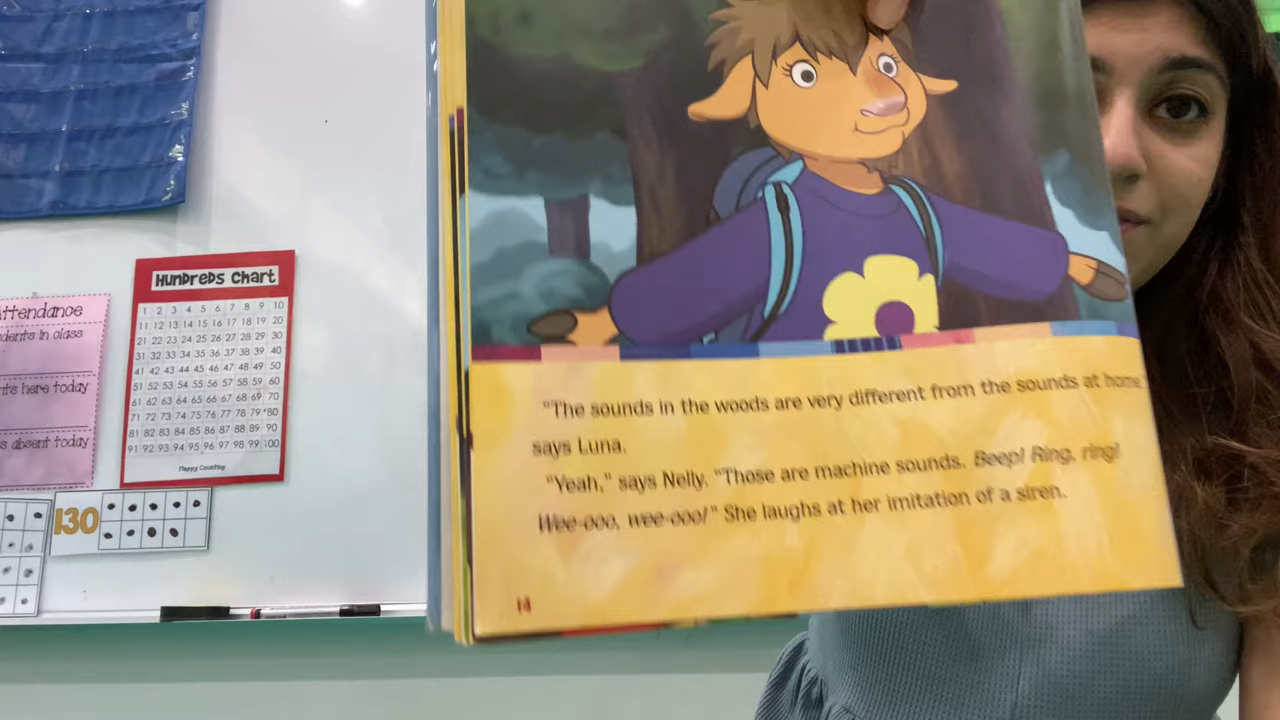 Attendance
dents in class
nts here today
s absent today
Hundreds Chart
1 2 3 4 5 6 7 8 9 10
11 12 13 14 15 16 17 18 19 20
21 22 23 24 25 26 27 28 29 30
31 32 33 34 35 36 37 38 39 40
41 42 43 44 45 46 47 48 49 50
51 52 53 54 55 56 57 58 59 60
61 62 63 64 65 66 67 68 69 70
71 72 73 74 75 76 77 78 79 80
81 82 83 84 85 86 87 88 89 90
91 92 93 94 95 96 97 98 99 100
Happy Counting
130
"The sounds in the woods are very different from the sounds at home
says Luna.
"Yeah," says Nelly. "Those are machine sounds. Beep! Ring, ring!
Wee-ooo, wee-ooo!" She laughs at her imitation of a siren.
14